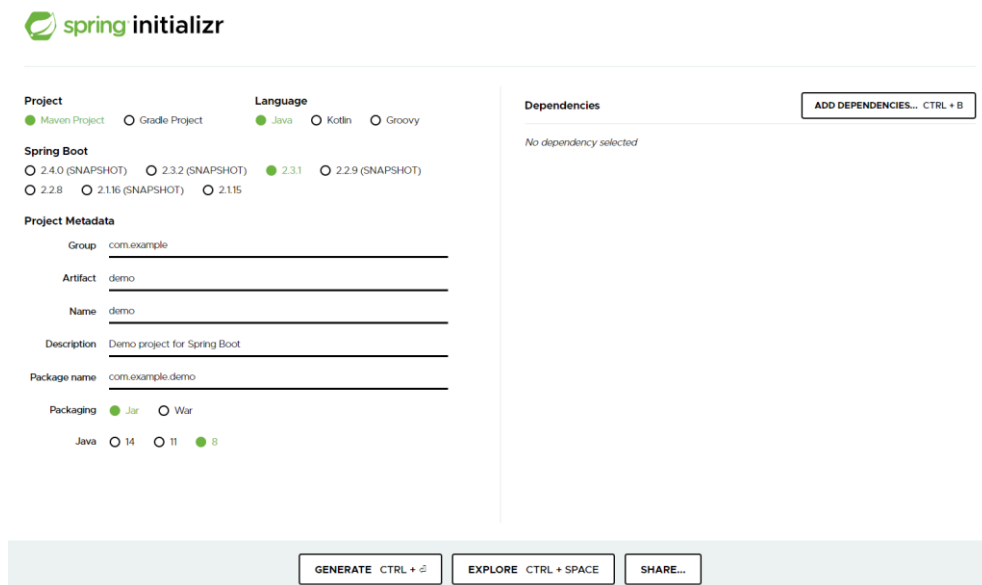 spring initializr
Project
Maven Project Gradle Project
Language
Java Kotlin Groovy
Spring Boot
2.4.0 (SNAPSHOT) 2.3.2 (SNAPSHOT) 2.3.1 2.2.9 (SNAPSHOT)
2.2.8 2.1.16 (SNAPSHOT) 2.1.15
Project Metadata
Group com.example
Artifact demo
Name demo
Description Demo project for Spring Boot
Package name com.example.demo
Packaging Jar War
Java 14 11 8
Dependencies
ADD DEPENDENCIES... CTRL + B
No dependency selected
GENERATE CTRL + ⏎
EXPLORE CTRL + SPACE
SHARE...